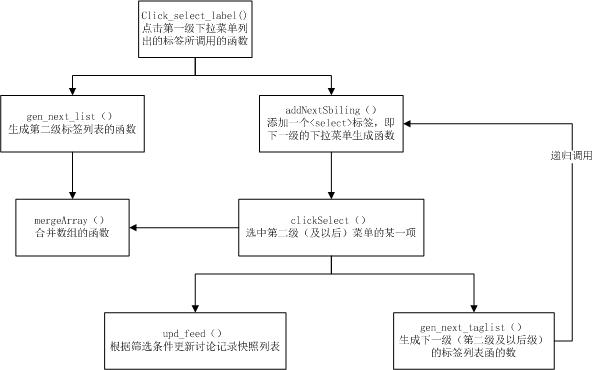 Click_select_label()
点击第一级下拉菜单列
出的标签所调用的函数
gen_next_list（）
生成第二级标签列表的函数
addNextSbiling（）
添加一个<select>标签，即
下一级的下拉菜单生成函数
递归调用
mergeArray（）
合并数组的函数
clickSelect（）
选中第二级（及以后）菜单的某一项
upd_feed（）
根据筛选条件更新讨论记录快照列表
gen_next_taglist（）
生成下一级（第二级及以后级）
的标签列表函的数